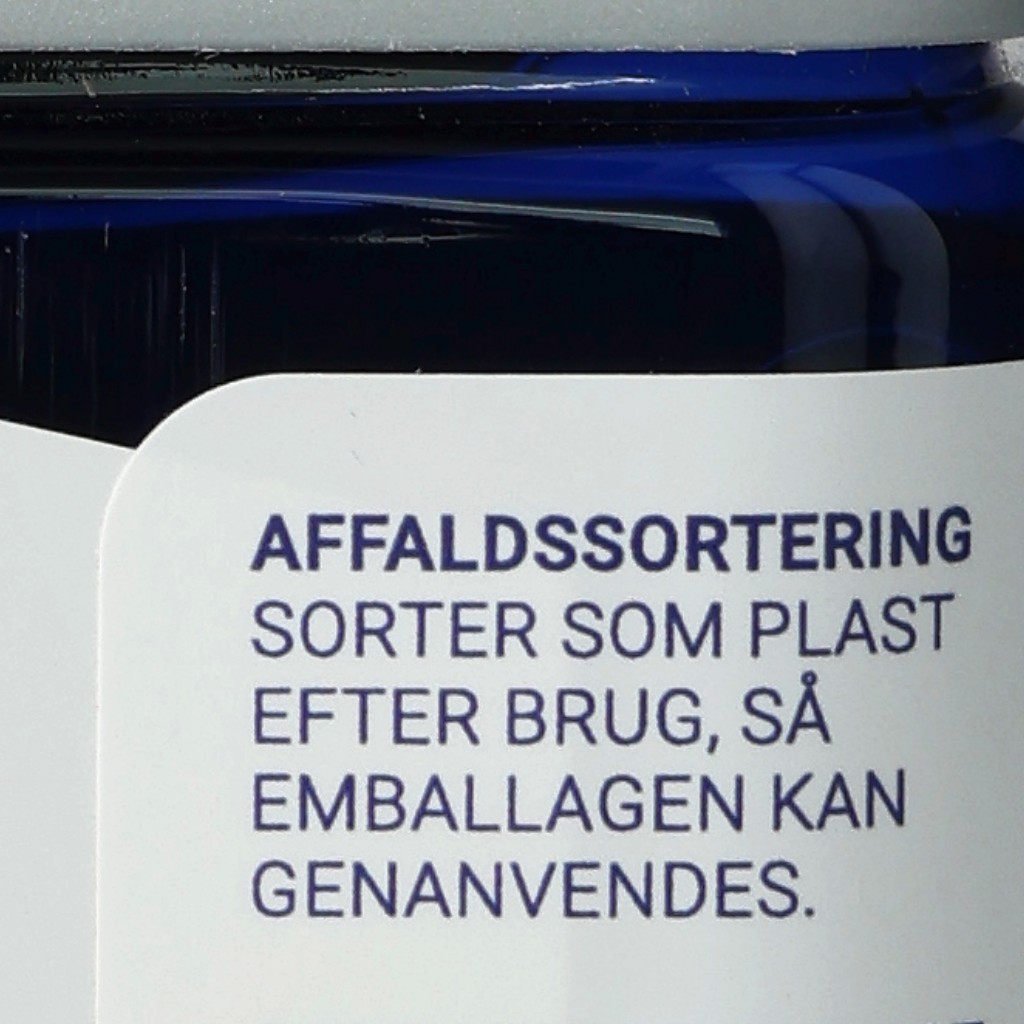 AFFALDSSORTERING
SORTER SOM PLAST
EFTER BRUG, SÅ
EMBALLAGEN KAN
GENANVENDES.